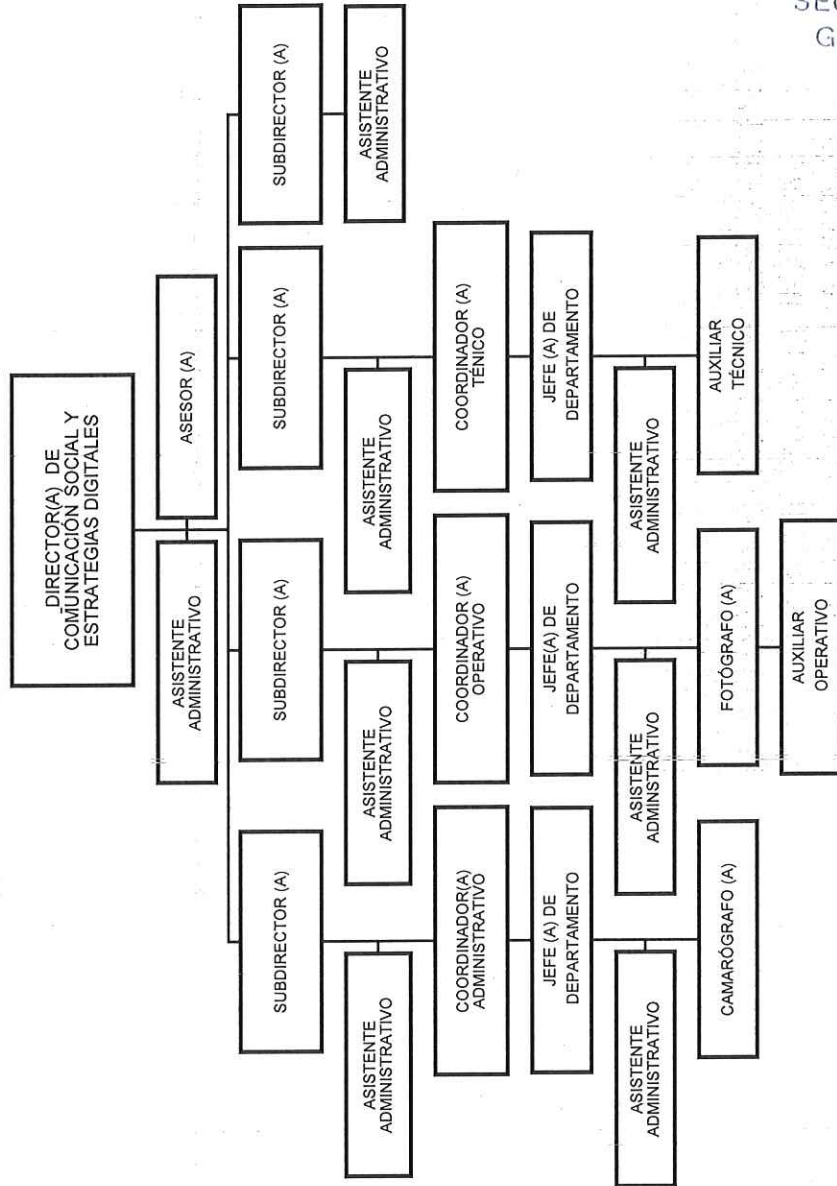 DIRECTOR(A) DE
COMUNICACIÓN SOCIAL Y
ESTRATEGIAS DIGITALES
ASISTENTE
ADMINISTRATIVO
ASESOR (A)
SUBDIRECTOR (A)
SUBDIRECTOR (A)
SUBDIRECTOR (A)
SUBDIRECTOR (A)
ASISTENTE
ADMINISTRATIVO
ASISTENTE
ADMINISTRATIVO
ASISTENTE
ADMINISTRATIVO
ASISTENTE
ADMINISTRATIVO
COORDINADOR(A)
ADMINISTRATIVO
COORDINADOR (A)
OPERATIVO
COORDINADOR (A)
TÉNICO
JEFE (A) DE
DEPARTAMENTO
JEFE(A) DE
DEPARTAMENTO
JEFE (A) DE
DEPARTAMENTO
ASISTENTE
ADMINISTRATIVO
ASISTENTE
ADMINSTRATIVO
ASISTENTE
ADMINISTRATIVO
CAMARÓGRAFO (A)
FOTÓGRAFO (A)
AUXILIAR
TÉCNICO
AUXILIAR
OPERATIVO